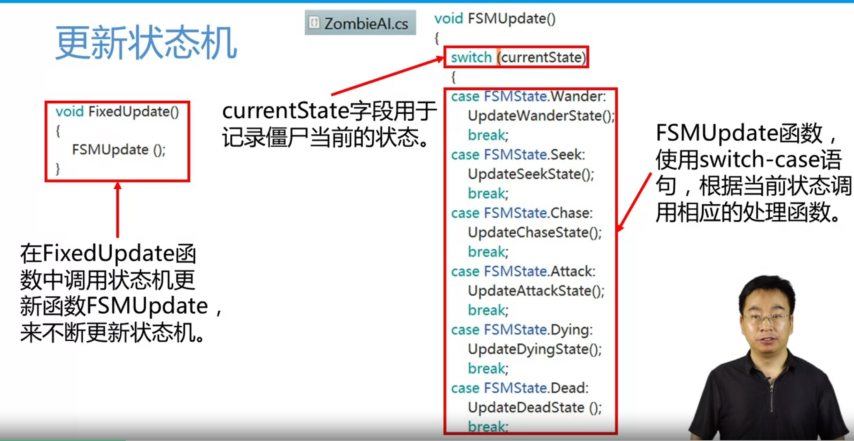 更新状态机
ZombieAI.cs
void FixedUpdate()
{
FSMUpdate ();
}
在FixedUpdate函
数中调用状态机更
新函数FSMUpdate，
来不断更新状态机。
currentState字段用于
记录僵尸当前的状态。
void FSMUpdate()
{
switch (currentState)
{
case FSMState.Wander:
UpdateWanderState();
break;
case FSMState.Seek:
UpdateSeekState();
break;
case FSMState.Chase:
UpdateChaseState();
break;
case FSMState.Attack:
UpdateAttackState();
break;
case FSMState.Dying:
UpdateDyingState();
break;
case FSMState.Dead:
UpdateDeadState ();
break;
FSMUpdate函数，
使用switch-case语
句，根据当前状态调
用相应的处理函数。